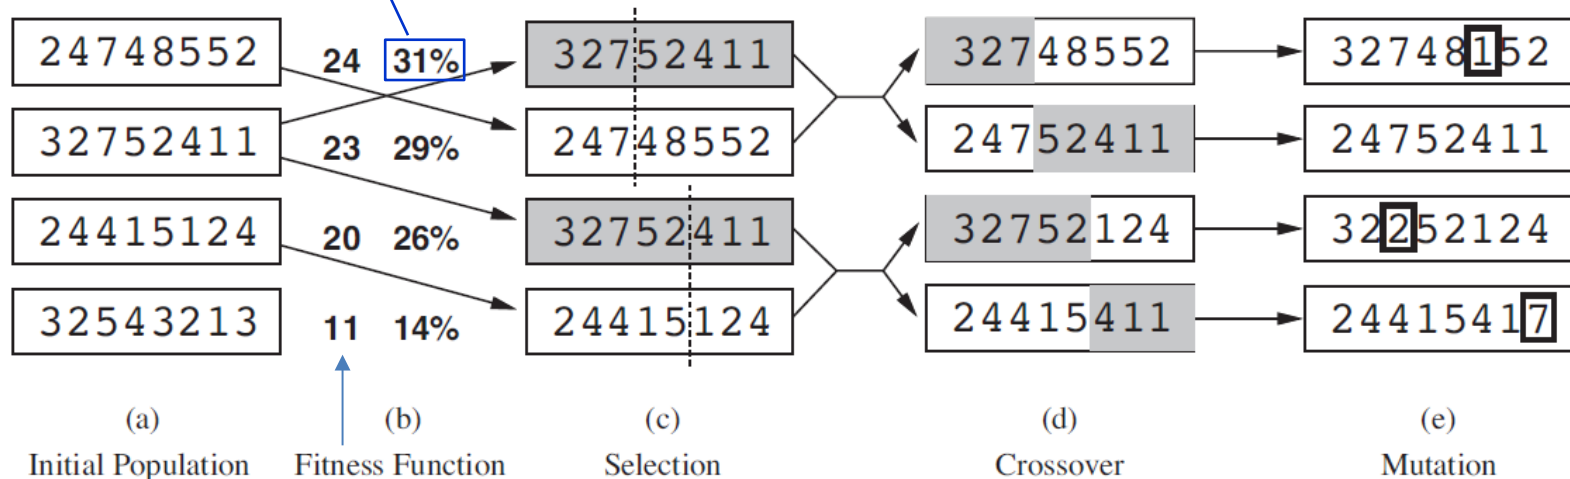 24748552 24 31% 32752411 32748552 32748152
32752411 23 29% 24748552 24752411 24752411
24415124 20 26% 32752411 32752124 32252124
32543213 11 14% 24415124 24415411 24415417
(a) (b) (c) (d) (e)
Initial Population Fitness Function Selection Crossover Mutation